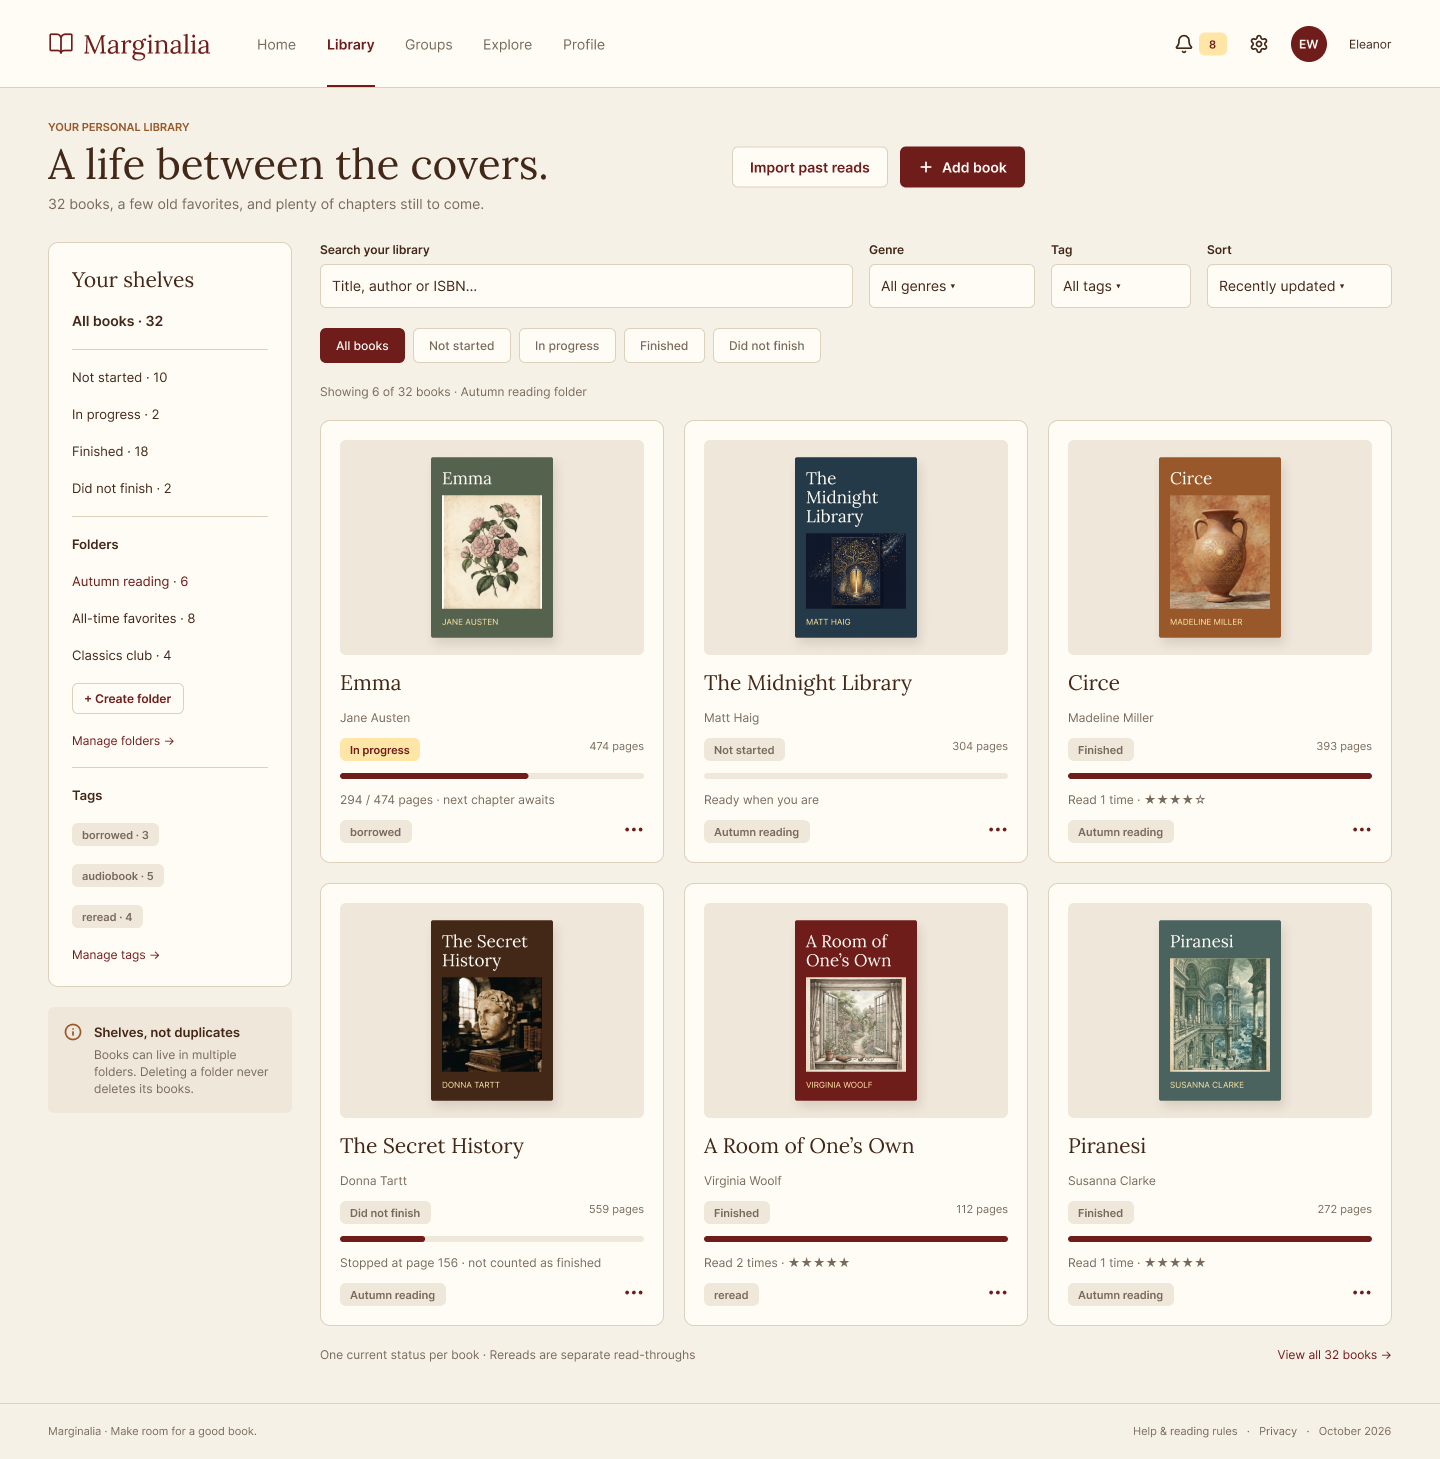 Marginalia
Home
Library
Groups
Explore
Profile
8
EW
Eleanor
YOUR PERSONAL LIBRARY
A life between the covers.
32 books, a few old favorites, and plenty of chapters still to come.
Import past reads
+ Add book
Your shelves
All books · 32
Not started · 10
In progress · 2
Finished · 18
Did not finish · 2
Folders
Autumn reading · 6
All-time favorites · 8
Classics club · 4
+ Create folder
Manage folders →
Tags
borrowed · 3
audiobook · 5
reread · 4
Manage tags →
Shelves, not duplicates
Books can live in multiple
folders. Deleting a folder never
deletes its books.
Search your library
Title, author or ISBN...
Genre
All genres ▾
Tag
All tags ▾
Sort
Recently updated ▾
All books
Not started
In progress
Finished
Did not finish
Showing 6 of 32 books · Autumn reading folder
Emma
JANE AUSTEN
Emma
Jane Austen
In progress
474 pages
294 / 474 pages · next chapter awaits
borrowed
The
Midnight
Library
MATT HAIG
The Midnight Library
Matt Haig
Not started
304 pages
Ready when you are
Autumn reading
Circe
MADELINE MILLER
Circe
Madeline Miller
Finished
393 pages
Read 1 time · ★★★★☆
Autumn reading
The Secret
History
DONNA TARTT
The Secret History
Donna Tartt
Did not finish
559 pages
Stopped at page 156 · not counted as finished
Autumn reading
A Room of
One’s Own
VIRGINIA WOOLF
A Room of One’s Own
Virginia Woolf
Finished
112 pages
Read 2 times · ★★★★★
reread
Piranesi
SUSANNA CLARKE
Piranesi
Susanna Clarke
Finished
272 pages
Read 1 time · ★★★★★
Autumn reading
One current status per book · Rereads are separate read-throughs
View all 32 books →
Marginalia · Make room for a good book.
Help & reading rules · Privacy · October 2026